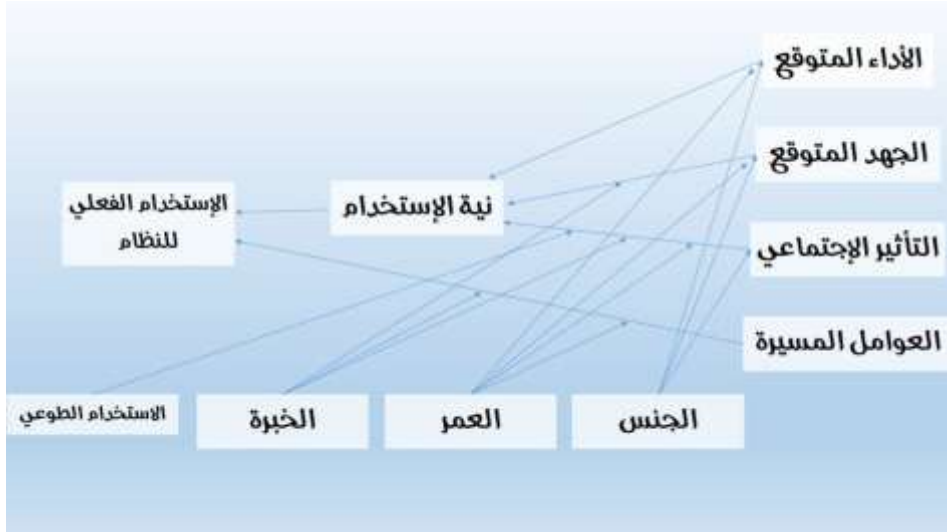 الأداء المتوقع
الجهد المتوقع
نية الإستخدام
الإستخدام الفعلي
للنظام
التأثير الإجتماعي
العوامل المسيرة
الجنس
العمر
الخبرة
الاستخدام الطوعي